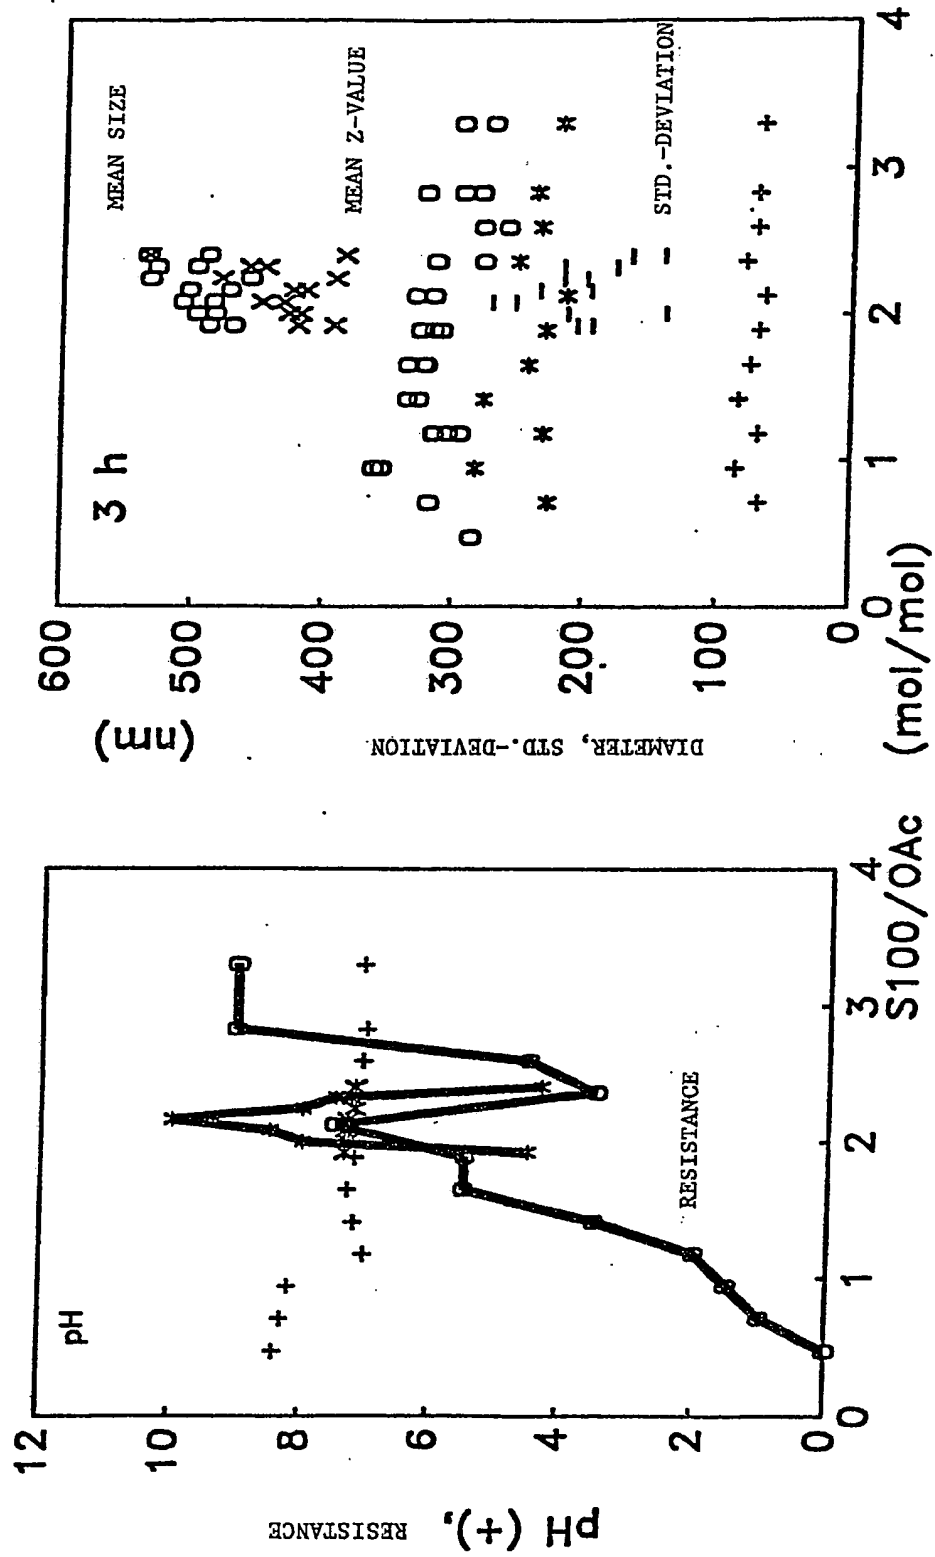 pH (+), RESISTANCE
12
10
8
6
4
2
0
pH
RESISTANCE
0 1 2 3 4
DIAMETER, STD.-DEVIATION (nm)
600
500
400
300
200
100
0
3 h
MEAN SIZE
MEAN Z-VALUE
STD.-DEVIATION
0 1 2 3 4
S100/OAc (mol/mol)